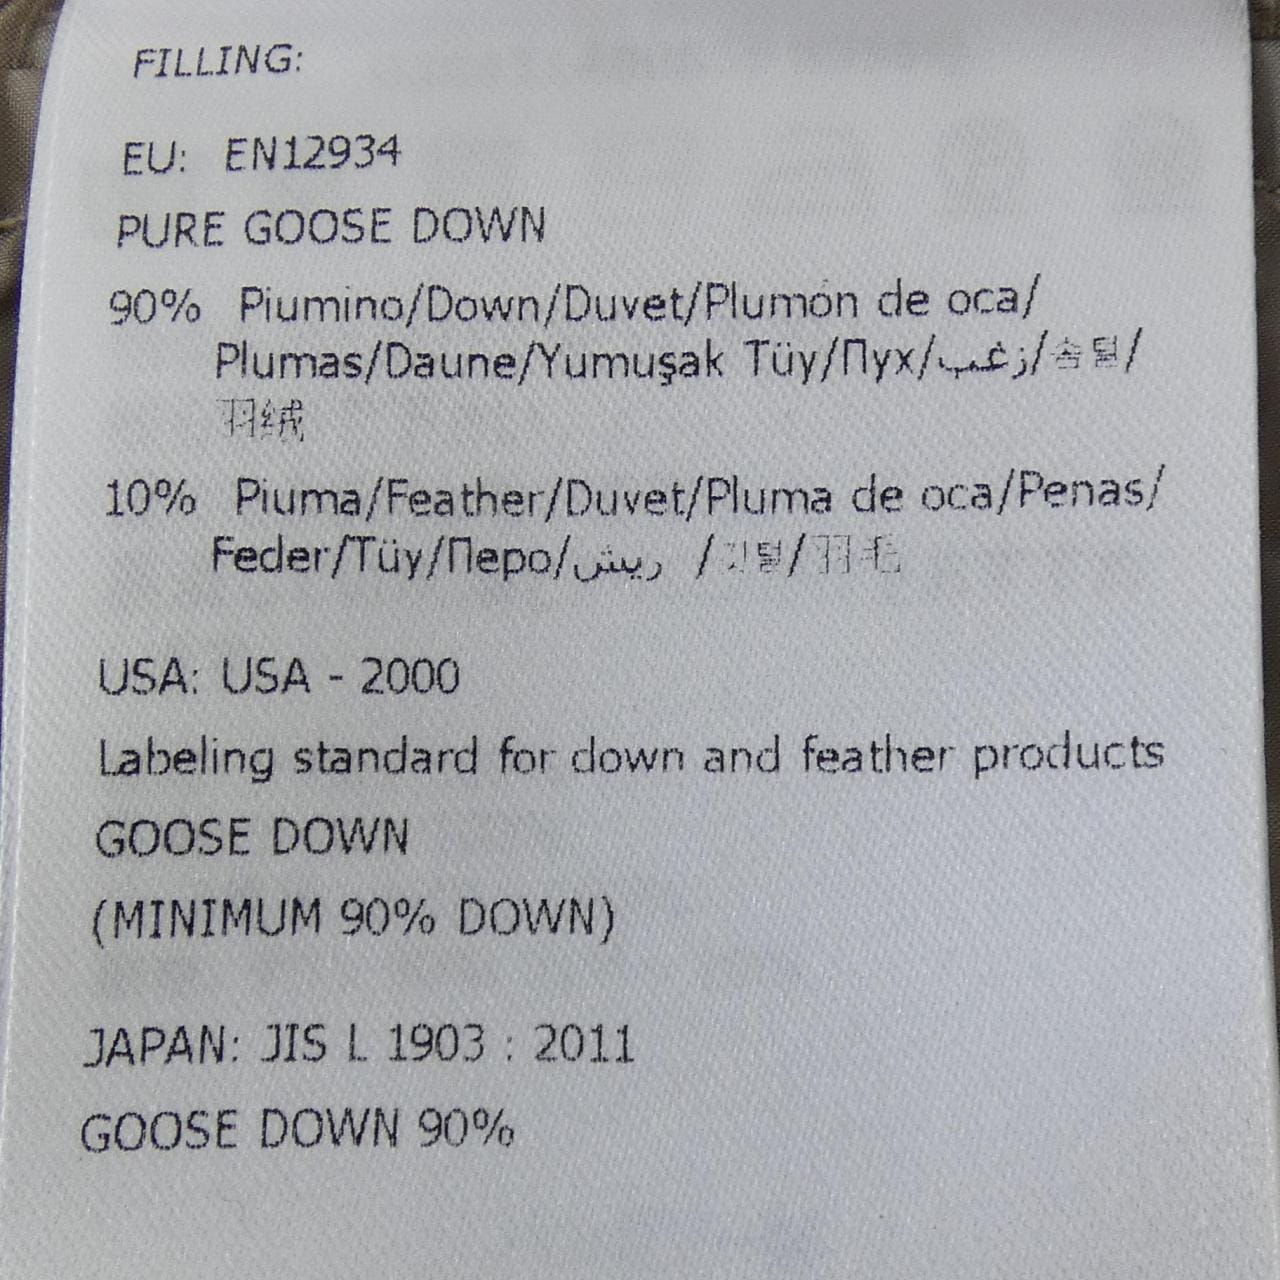 FILLING:
EU: EN12934
PURE GOOSE DOWN
90% Piumino/Down/Duvet/Plumón de oca/
Plumas/Daune/Yumuşak Tüy/Пух/زغب/솜털/
羽绒
10% Piuma/Feather/Duvet/Pluma de oca/Penas/
Feder/Tüy/Перо/ريش /깃털/羽毛
USA: USA - 2000
Labeling standard for down and feather products
GOOSE DOWN
(MINIMUM 90% DOWN)
JAPAN: JIS L 1903 : 2011
GOOSE DOWN 90%